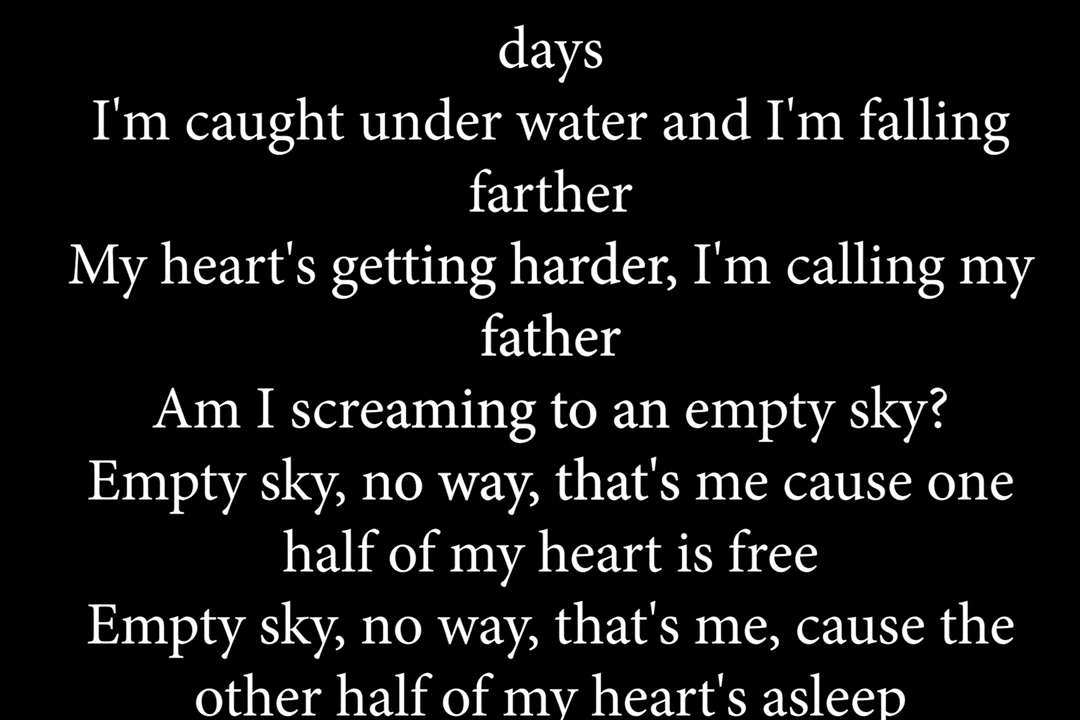 days
I'm caught under water and I'm falling
farther
My heart's getting harder, I'm calling my
father
Am I screaming to an empty sky?
Empty sky, no way, that's me cause one
half of my heart is free
Empty sky, no way, that's me, cause the
other half of my heart's asleep